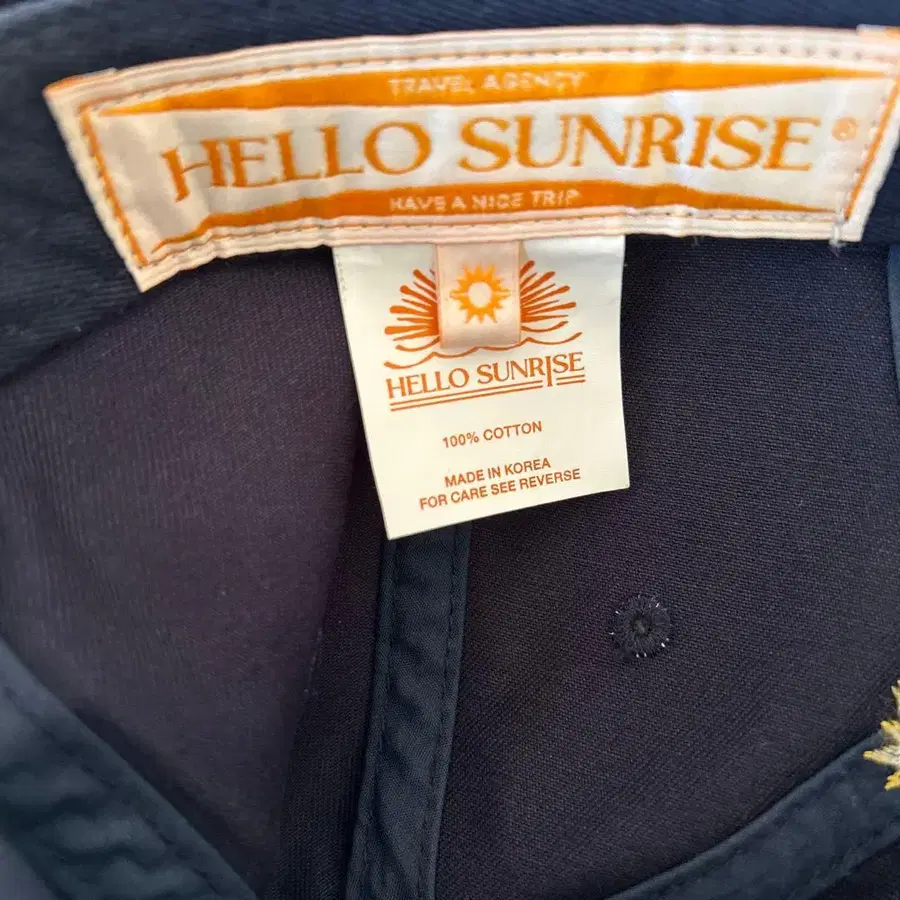 TRAVEL AGENCY
HELLO SUNRISE®
HAVE A NICE TRIP
HELLO SUNRISE
100% COTTON
MADE IN KOREA
FOR CARE SEE REVERSE